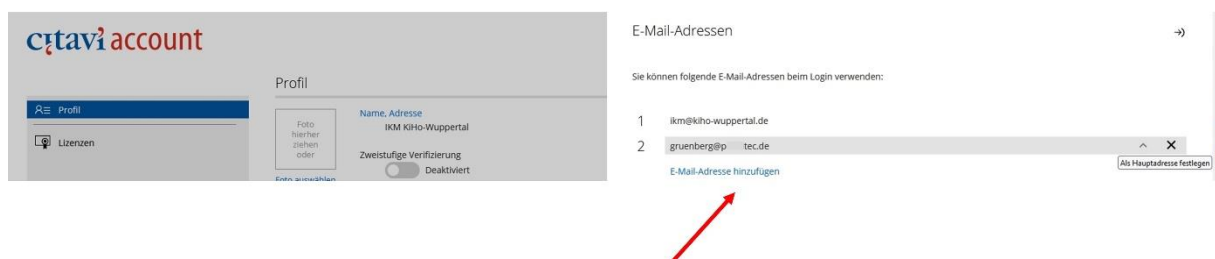 citavi account
Profil
Profil
Lizenzen
Foto
hierher
ziehen
oder
Foto auswählen
Name, Adresse
IKM KiHo-Wuppertal
Zweistufige Verifizierung
Deaktiviert
E-Mail-Adressen
Sie können folgende E-Mail-Adressen beim Login verwenden:
1 ikm@kiho-wuppertal.de
2 gruenberg@p tec.de
Als Hauptadresse festlegen
E-Mail-Adresse hinzufügen